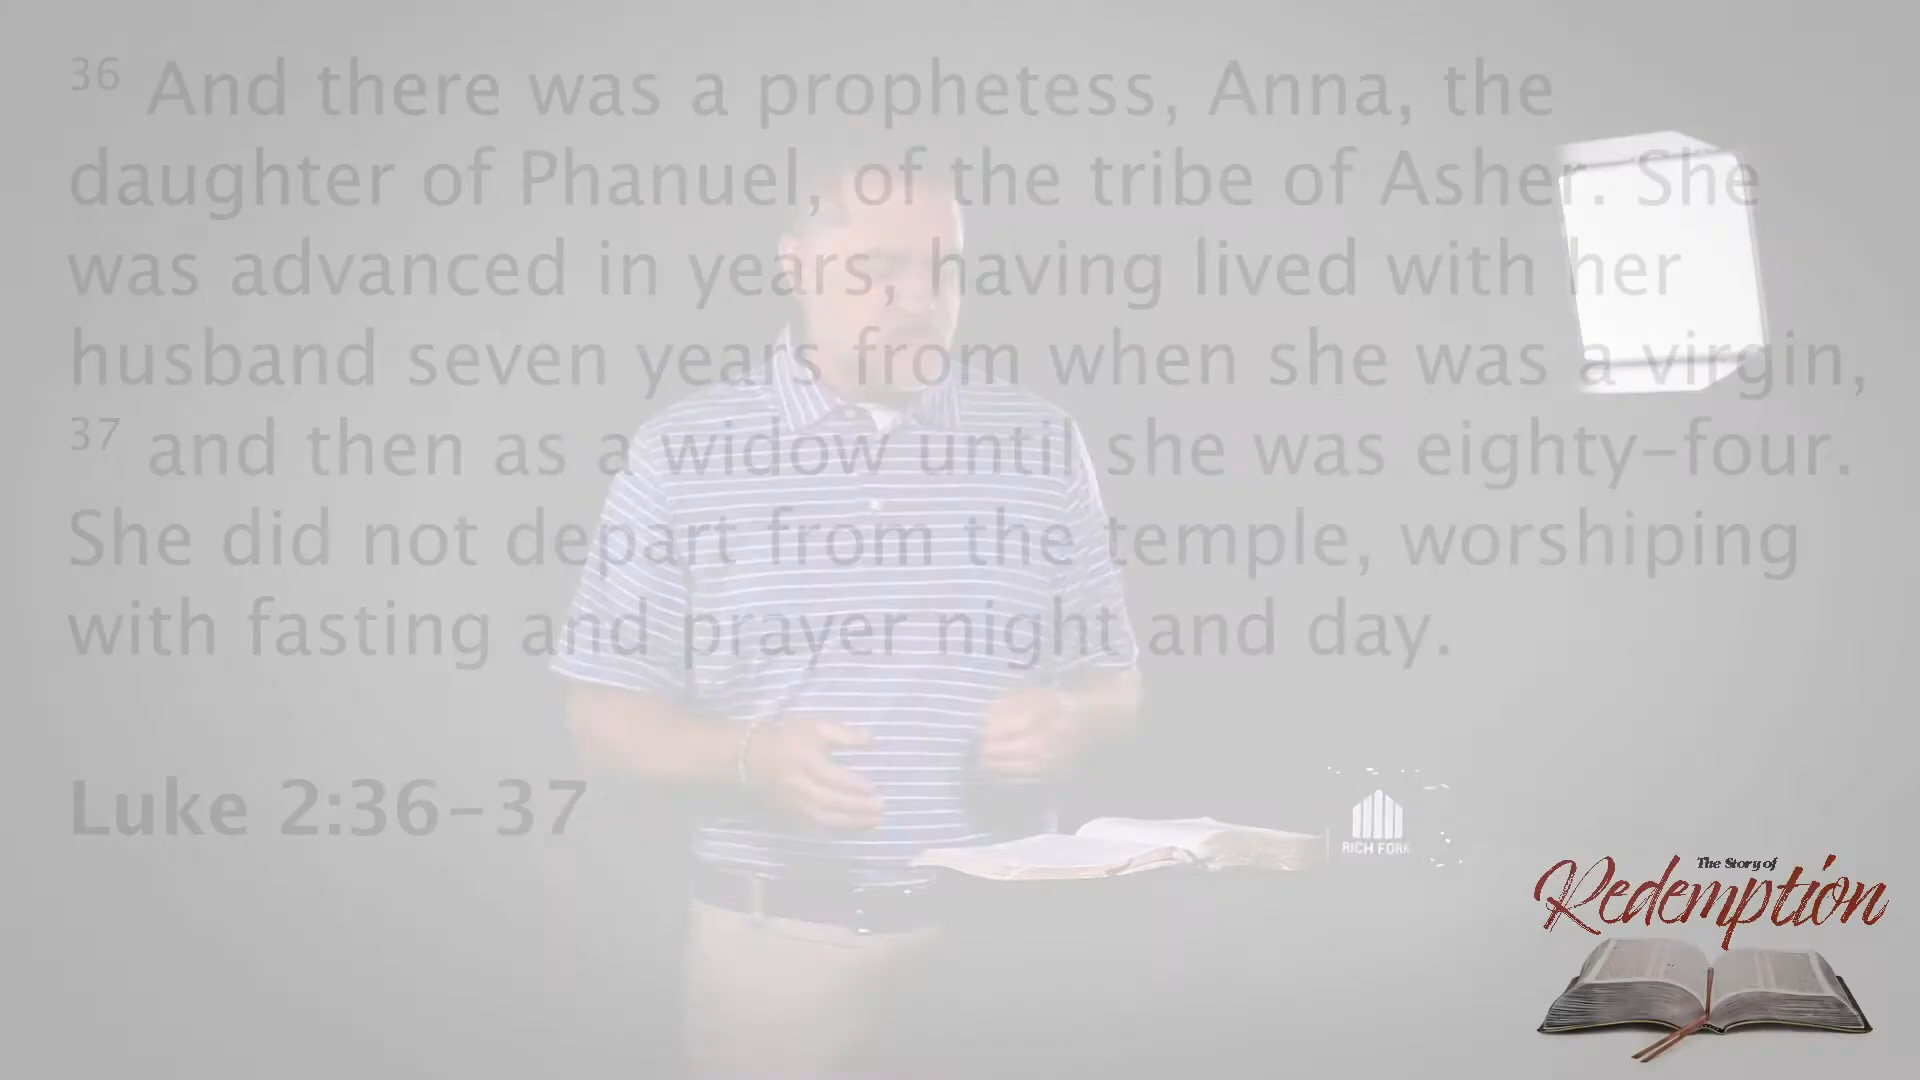 36 And there was a prophetess, Anna, the
daughter of Phanuel, of the tribe of Asher. She
was advanced in years, having lived with her
husband seven years from when she was a virgin,
37 and then as a widow until she was eighty-four.
She did not depart from the temple, worshiping
with fasting and prayer night and day.
Luke 2:36-37
RICH FORK
The Story of
Redemption